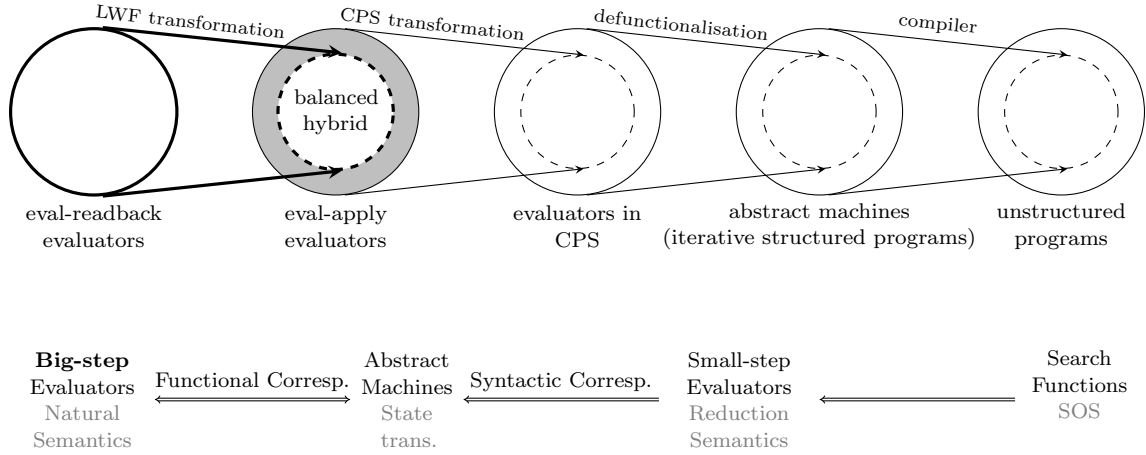 LWF transformation
CPS transformation
defunctionalisation
compiler
balanced
hybrid
eval-readback
evaluators
eval-apply
evaluators
evaluators in
CPS
abstract machines
(iterative structured programs)
unstructured
programs
Big-step
Evaluators
Natural
Semantics
Functional Corresp.
Abstract
Machines
State
trans.
Syntactic Corresp.
Small-step
Evaluators
Reduction
Semantics
Search
Functions
SOS